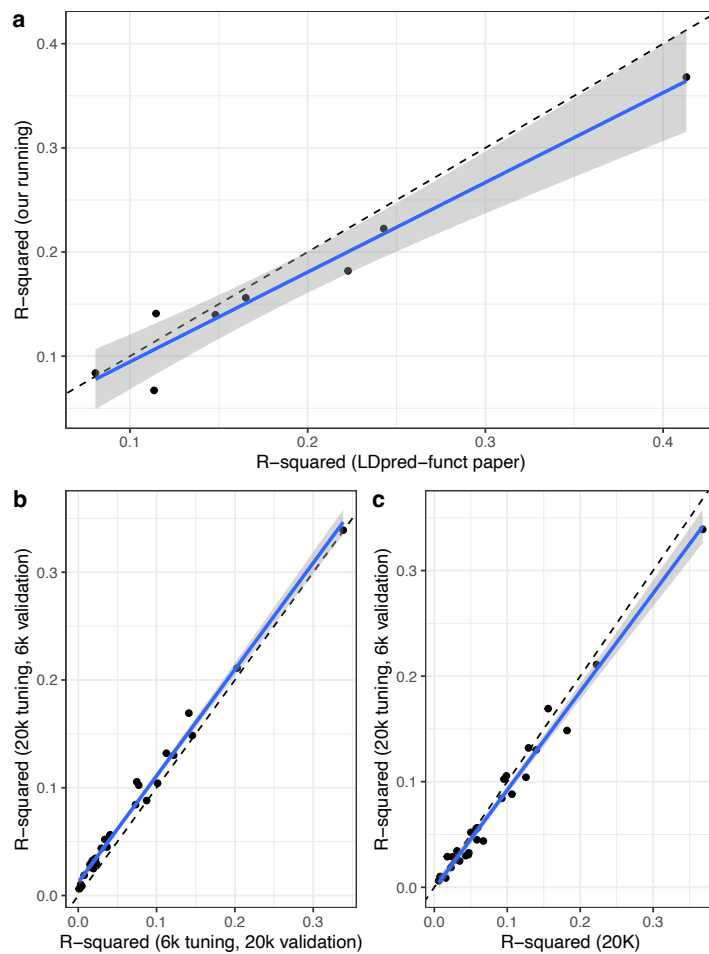 a
0.4
0.3
0.2
0.1
R-squared (our running)
0.1 0.2 0.3 0.4
R-squared (LDpred−funct paper)
b
0.3
0.2
0.1
0.0
R-squared (20k tuning, 6k validation)
0.0 0.1 0.2 0.3
R-squared (6k tuning, 20k validation)
c
0.3
0.2
0.1
0.0
R-squared (20k tuning, 6k validation)
0.0 0.1 0.2 0.3
R-squared (20K)